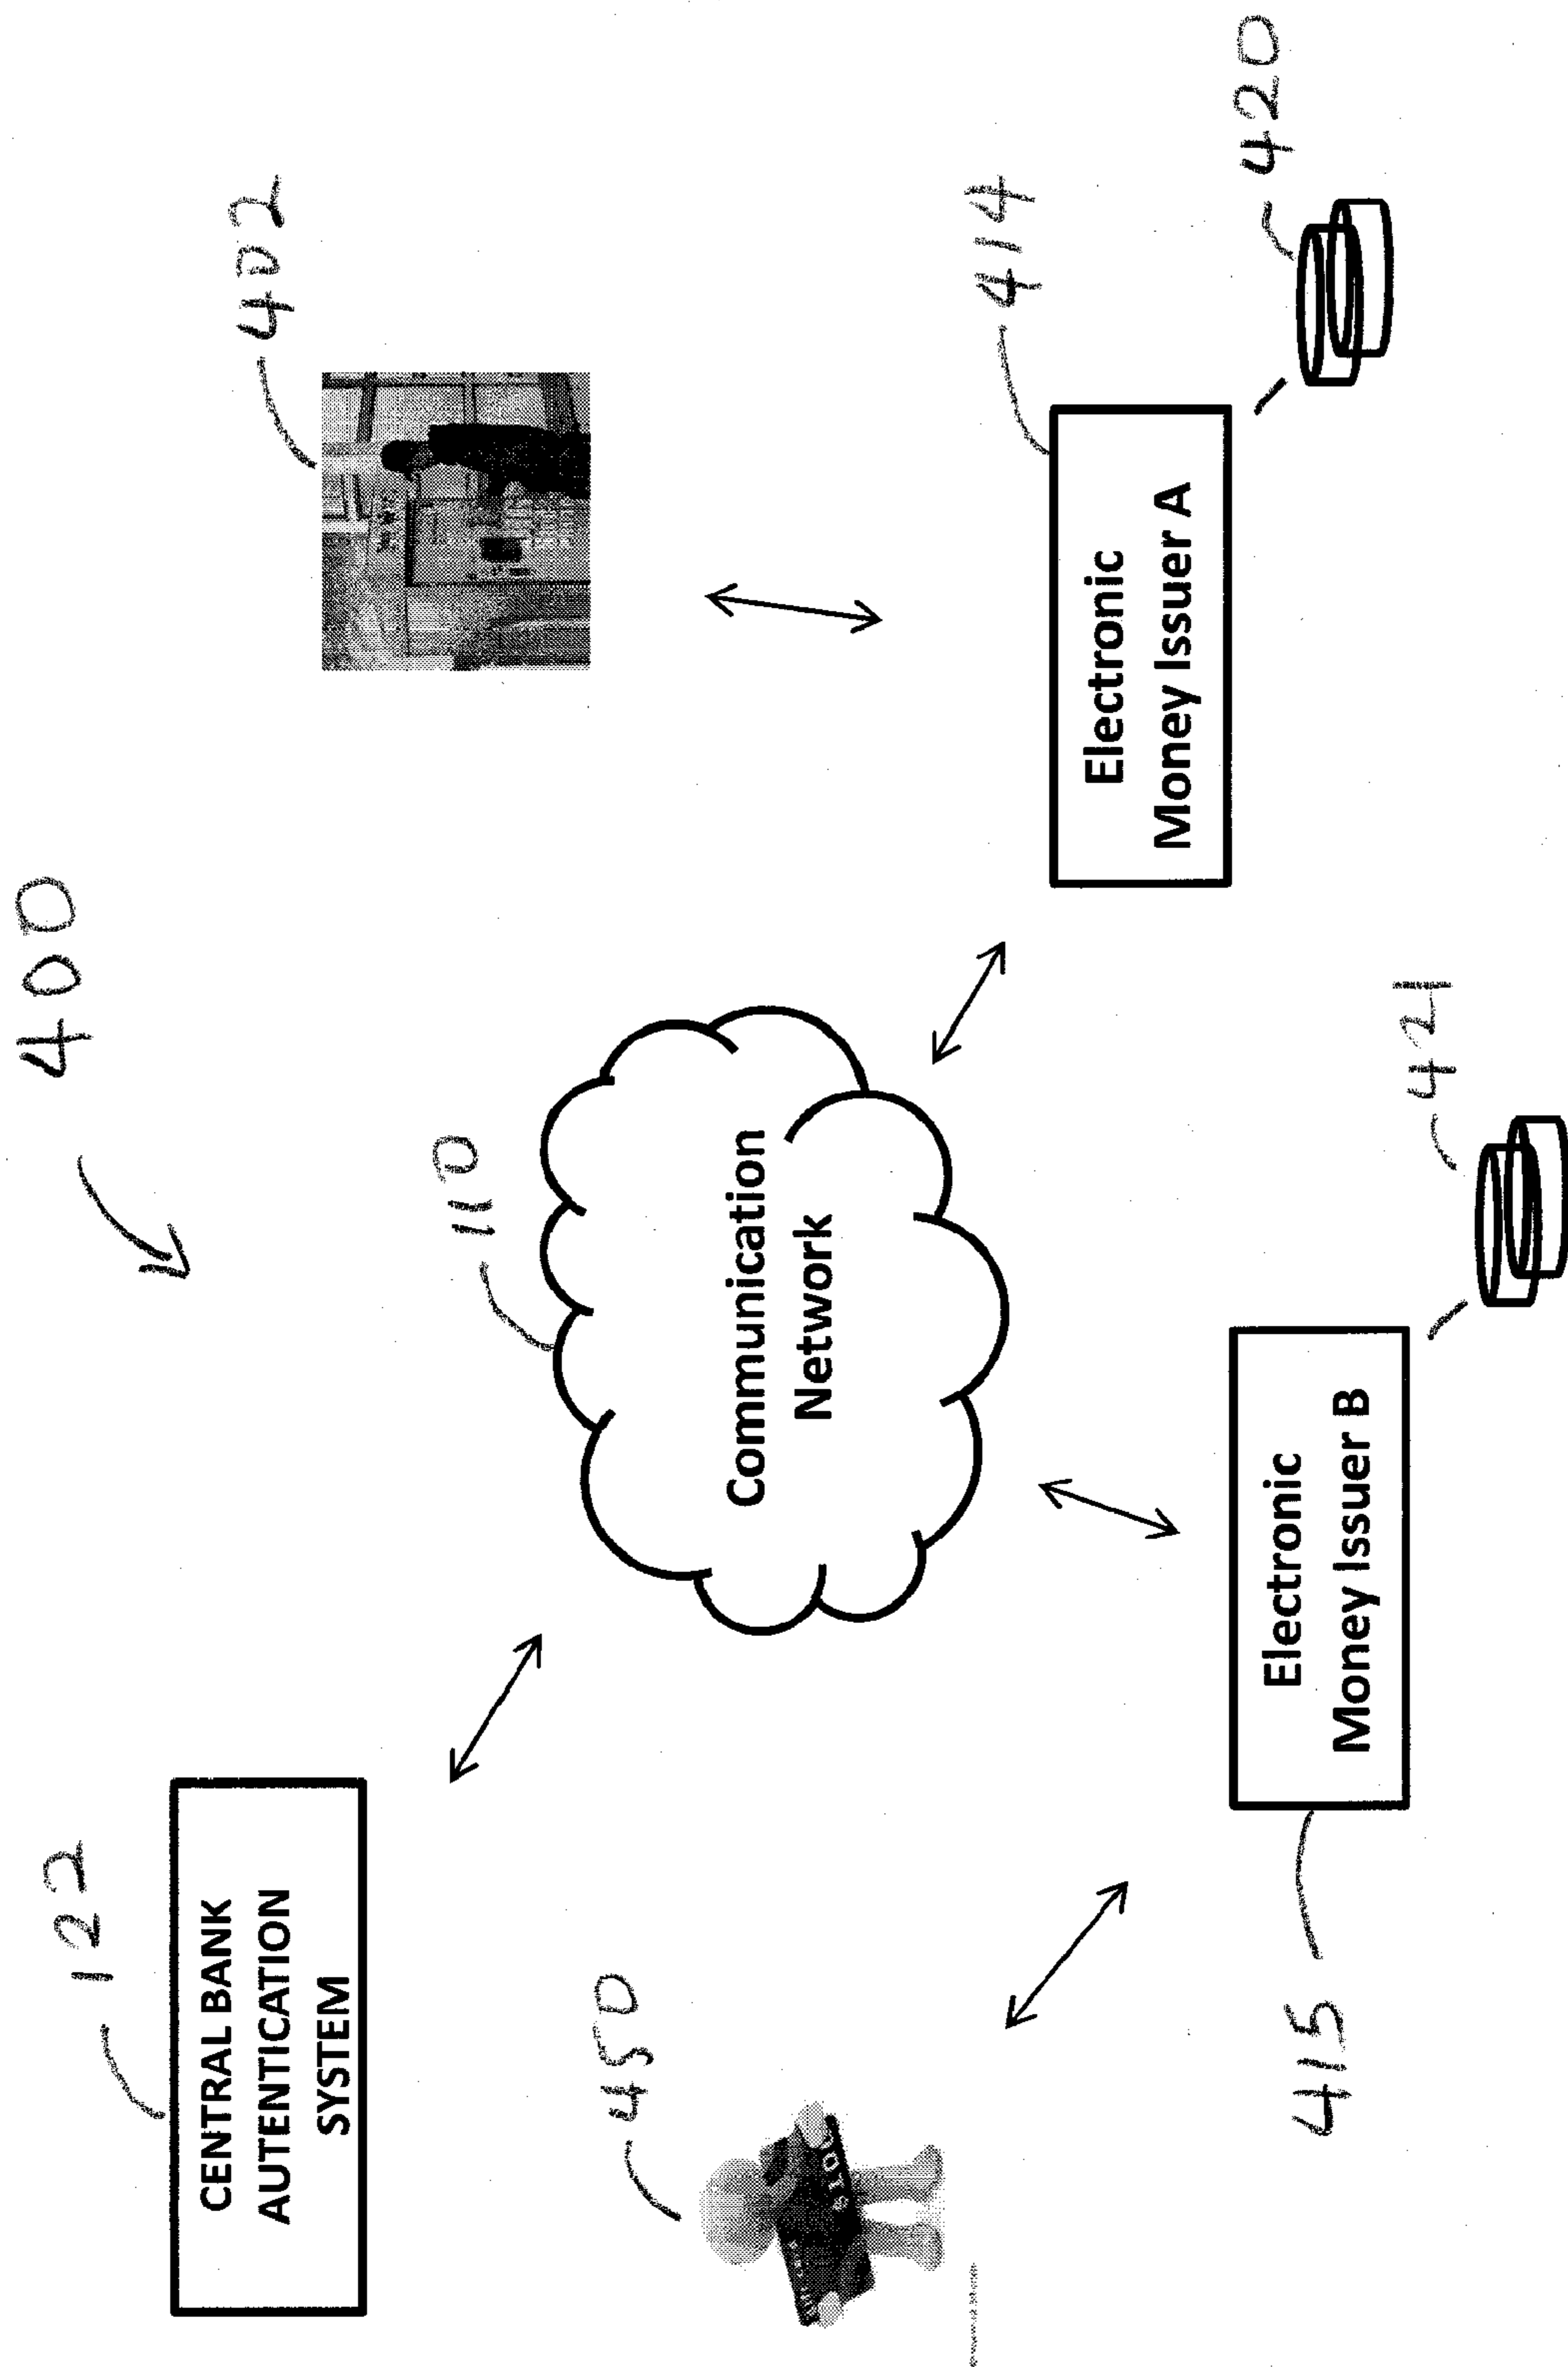 400
122
CENTRAL BANK
AUTENTICATION
SYSTEM
110
402
Communication
Network
450
Electronic
Money Issuer A
414
420
Electronic
Money Issuer B
415
421